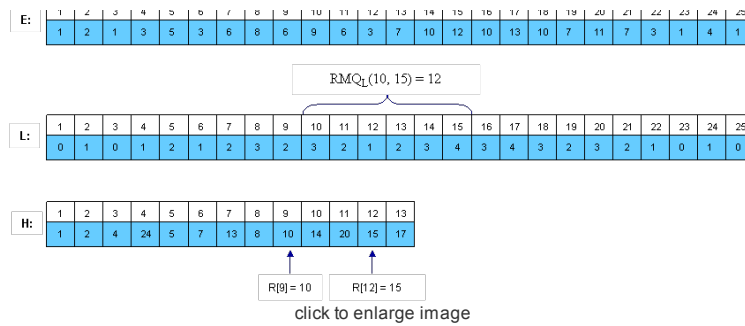 1 2 3 4 5 6 7 8 9 10 11 12 13 14 15 16 17 18 19 20 21 22 23 24 25
E: 1 2 1 3 5 3 6 8 6 9 6 3 7 10 12 10 13 10 7 11 7 3 1 4 1
RMQL(10, 15) = 12
1 2 3 4 5 6 7 8 9 10 11 12 13 14 15 16 17 18 19 20 21 22 23 24 25
L: 0 1 0 1 2 1 2 3 2 3 2 1 2 3 4 3 4 3 2 3 2 1 0 1 0
1 2 3 4 5 6 7 8 9 10 11 12 13
H: 1 2 4 24 5 7 13 8 10 14 20 15 17
R[9] = 10 R[12] = 15
click to enlarge image